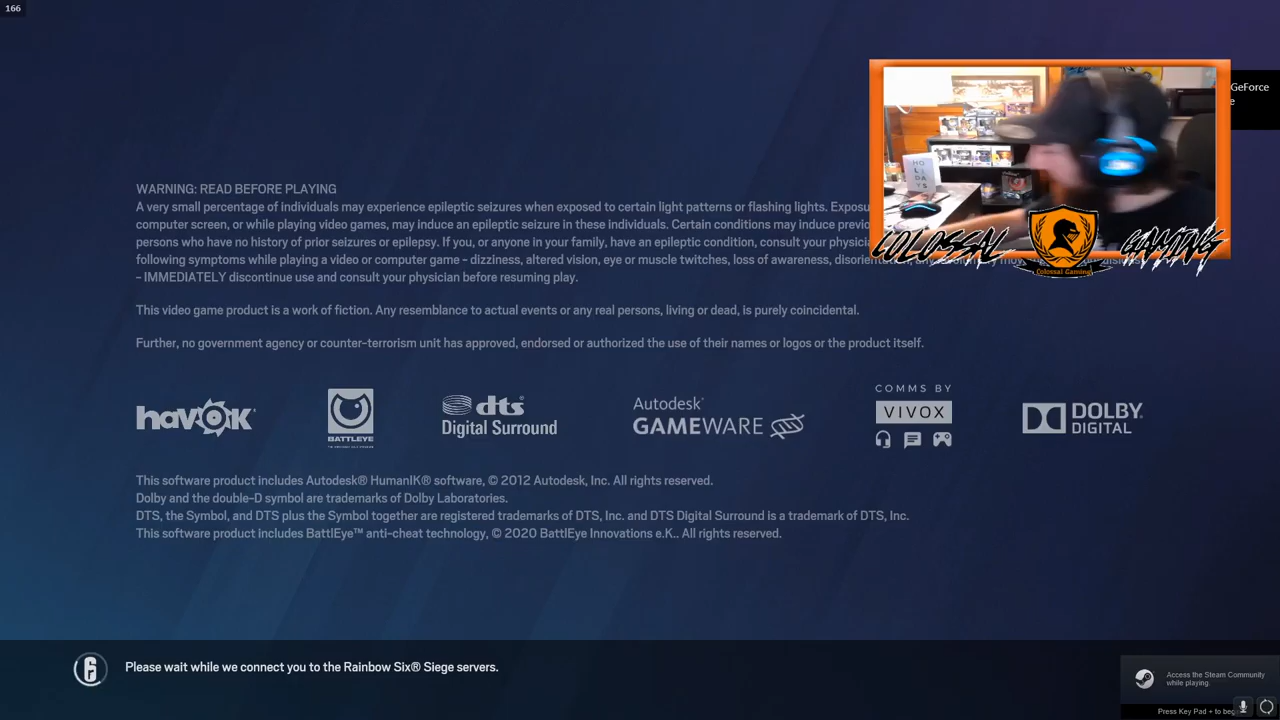 166
GeForce
WARNING: READ BEFORE PLAYING
A very small percentage of individuals may experience epileptic seizures when exposed to certain light patterns or flashing lights.
computer screen, or while playing video games, may induce an epileptic seizure in these individuals. Certain conditions may induce
persons who have no history of prior seizures or epilepsy. If you, or anyone in your family, have an epileptic condition, consult your
following symptoms while playing a video or computer game - dizziness, altered vision, eye or muscle twitches, loss of awareness,
- IMMEDIATELY discontinue use and consult your physician before resuming play.
HOLIDAYS
COLOSSAL GAMING
Colossal Gaming
This video game product is a work of fiction. Any resemblance to actual events or any real persons, living or dead, is purely coincidental.
Further, no government agency or counter-terrorism unit has approved, endorsed or authorized the use of their names or logos or the product itself.
havok
BATTLEYE
dts
Digital Surround
Autodesk®
GAMEWARE
COMMS BY
VIVOX
DOLBY
DIGITAL
This software product includes Autodesk® HumanIK® software, © 2012 Autodesk, Inc. All rights reserved.
Dolby and the double-D symbol are trademarks of Dolby Laboratories.
DTS, the Symbol, and DTS plus the Symbol together are registered trademarks of DTS, Inc. and DTS Digital Surround is a trademark of DTS, Inc.
This software product includes BattlEye™ anti-cheat technology, © 2020 BattlEye Innovations e.K.. All rights reserved.
6
Please wait while we connect you to the Rainbow Six® Siege servers.
Access the Steam Community
while playing.
Press Key Pad + to